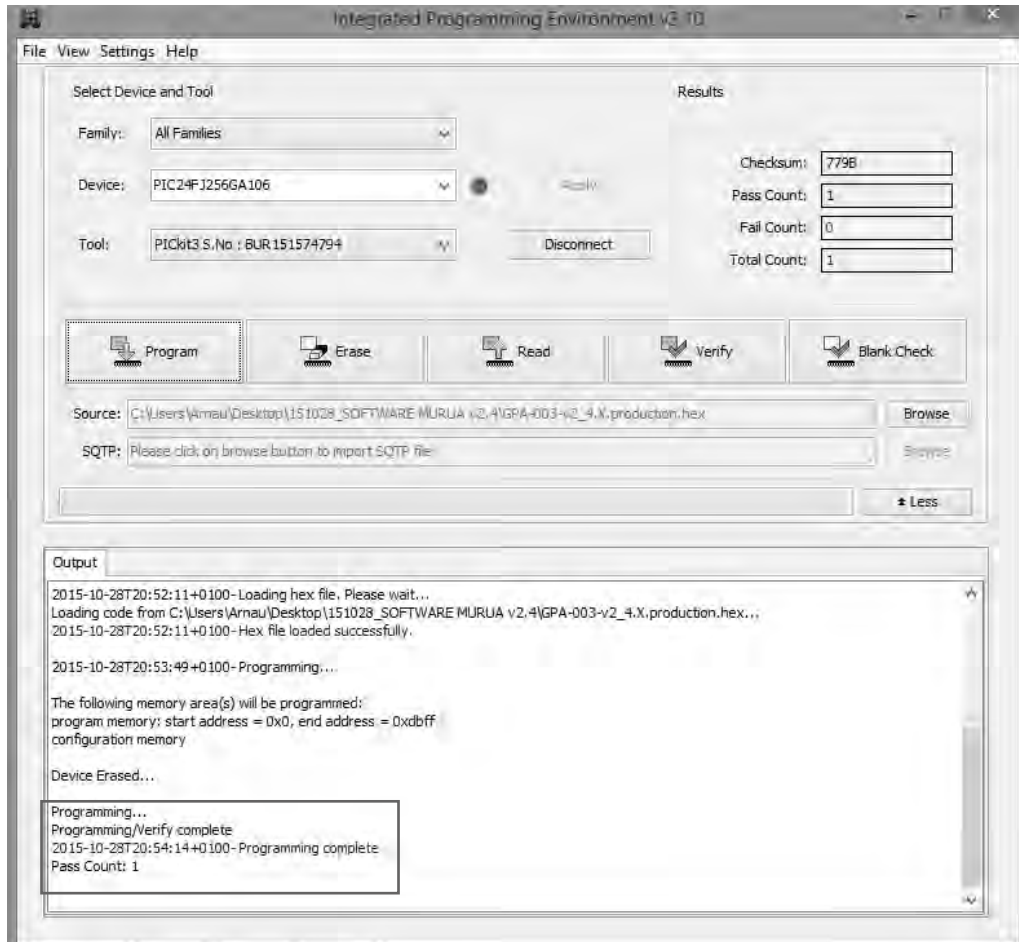 Integrated Programming Environment v3.10
File View Settings Help
Select Device and Tool
Results
Family: All Families
Checksum: 779B
Device: PIC24FJ256GA106
Apply
Pass Count: 1
Fail Count: 0
Tool: PICkit3 S.No : BUR151574794
Disconnect
Total Count: 1
Program
Erase
Read
Verify
Blank Check
Source: C:\Users\Arnau\Desktop\151028_SOFTWARE MURUA v2.4\GPA-003-v2_4.X.production.hex
Browse
SQTP: Please click on browse button to import SQTP file
Browse
Less
Output
2015-10-28T20:52:11+0100-Loading hex file. Please wait...
Loading code from C:\Users\Arnau\Desktop\151028_SOFTWARE MURUA v2.4\GPA-003-v2_4.X.production.hex...
2015-10-28T20:52:11+0100-Hex file loaded successfully.
2015-10-28T20:53:49+0100-Programming...
The following memory area(s) will be programmed:
program memory: start address = 0x0, end address = 0xdbff
configuration memory
Device Erased...
Programming...
Programming/Verify complete
2015-10-28T20:54:14+0100-Programming complete
Pass Count: 1